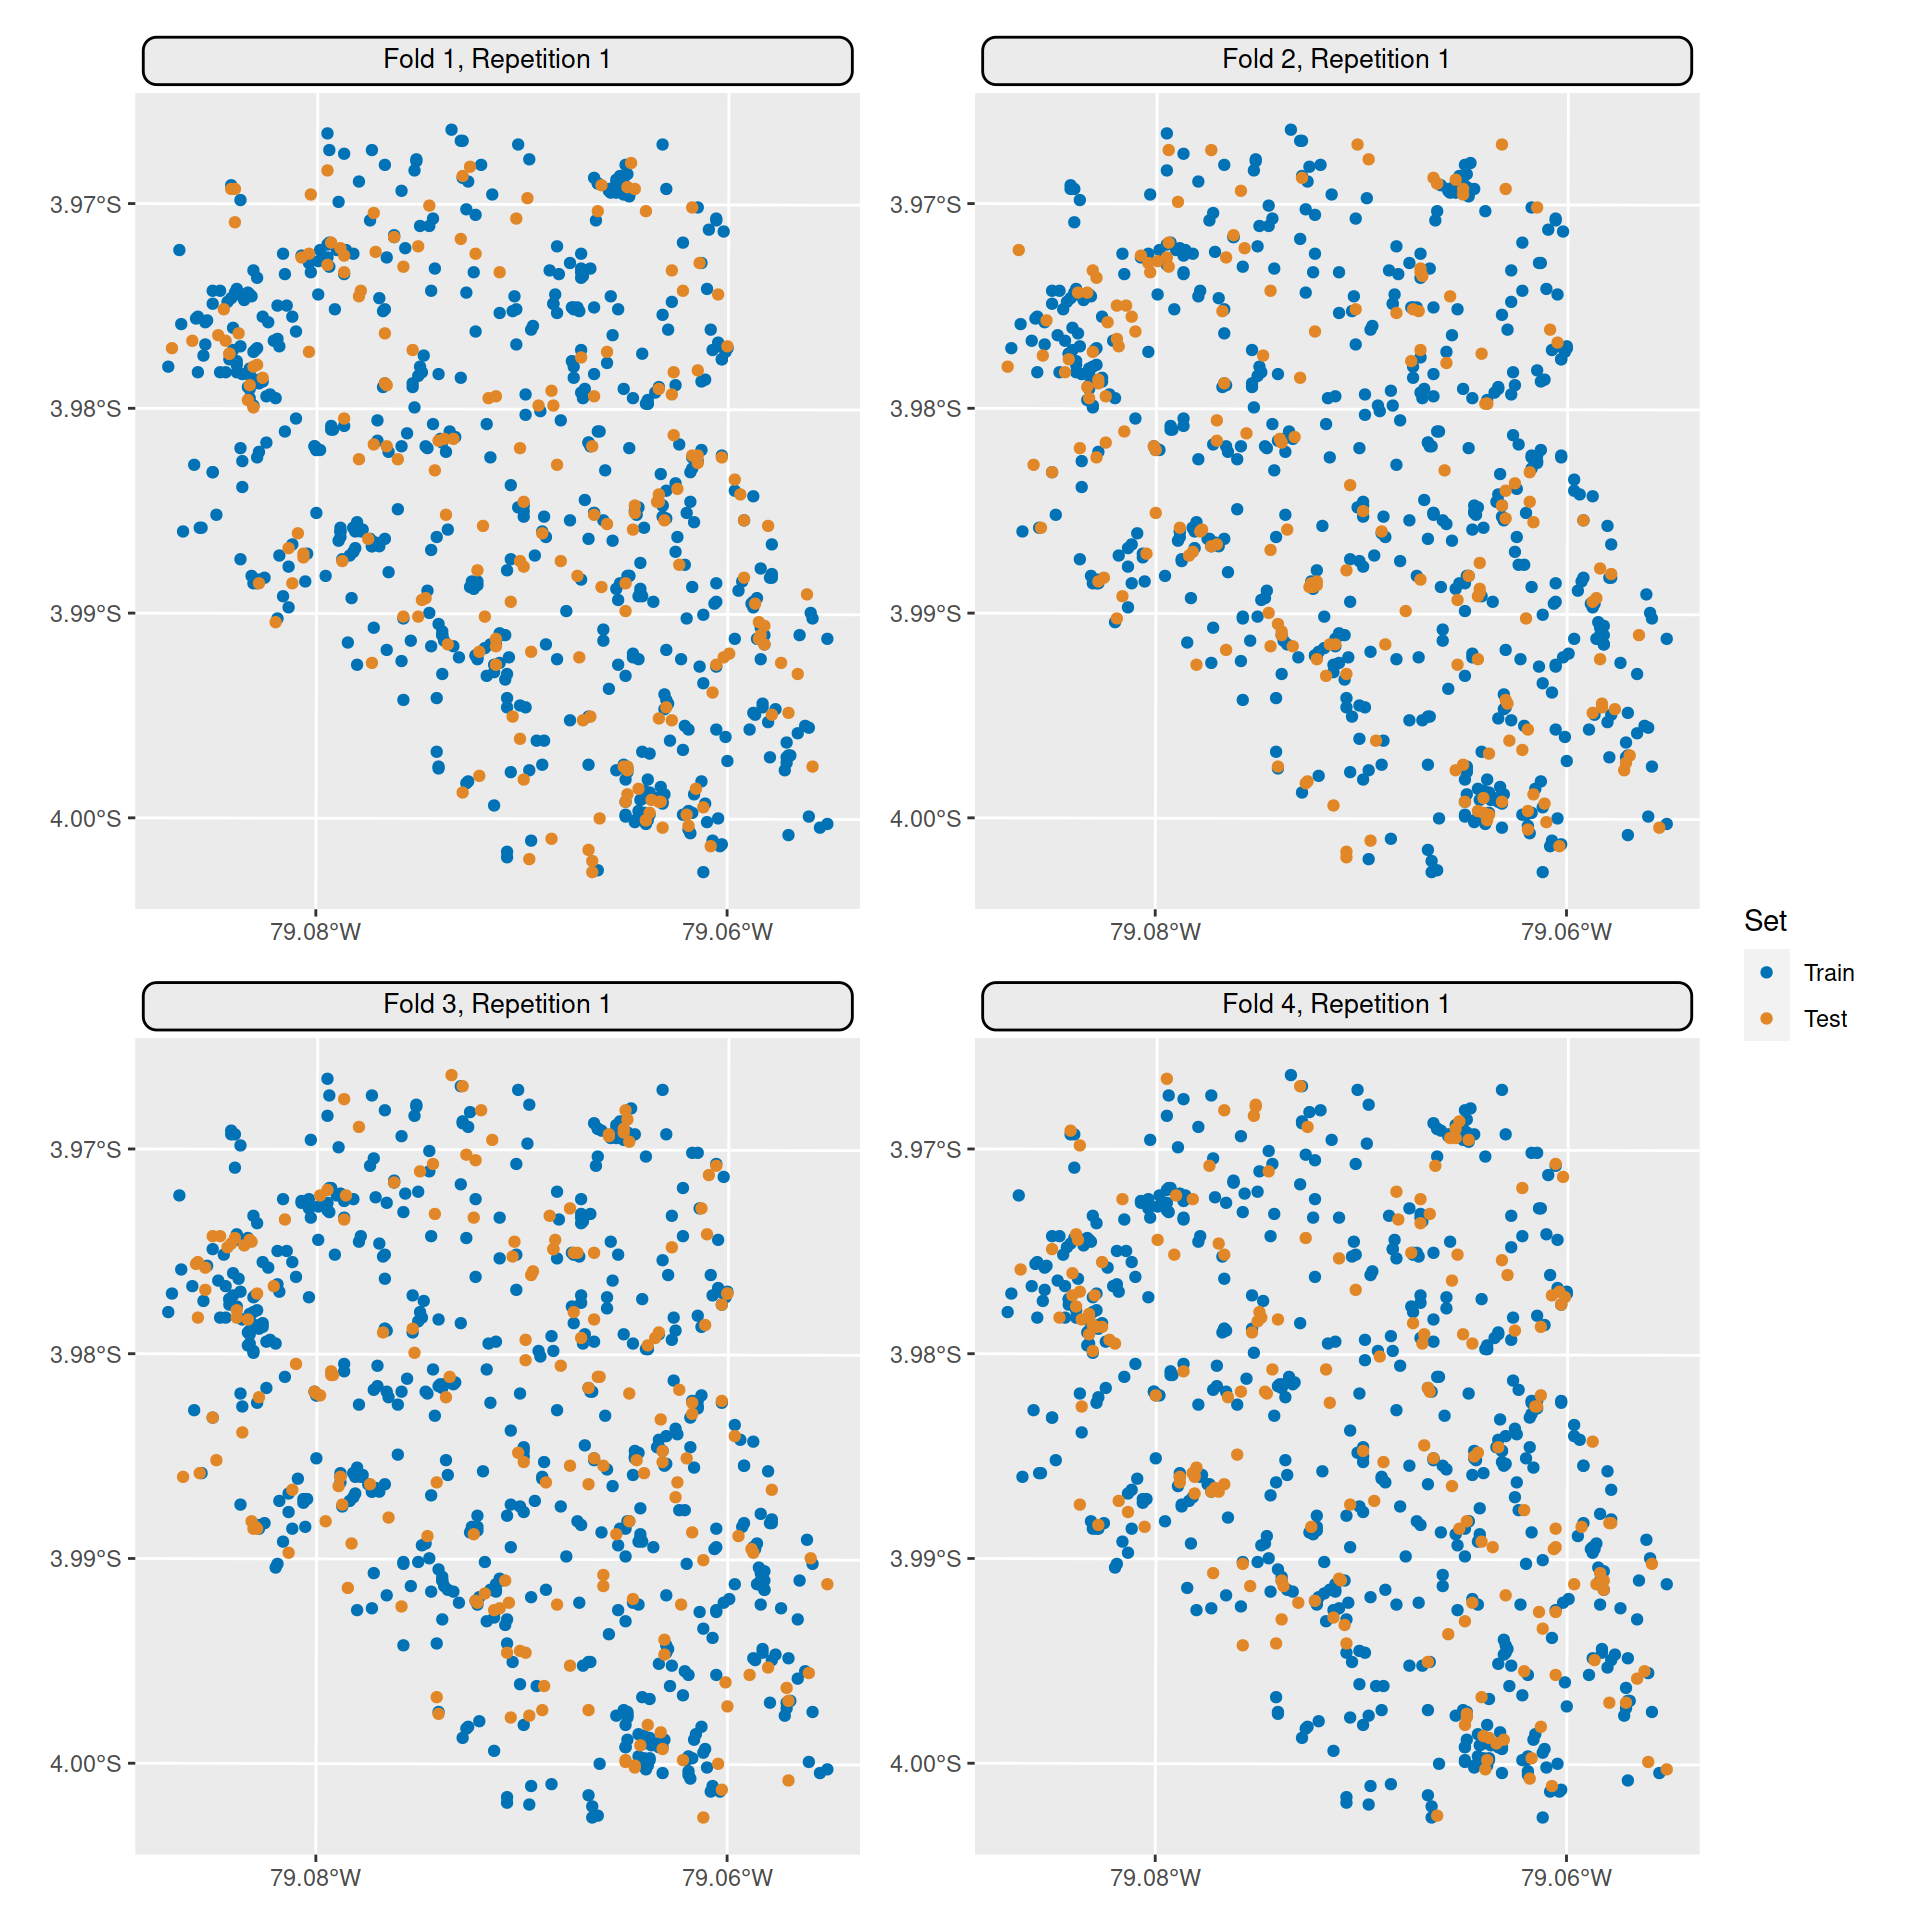 Fold 1, Repetition 1
Fold 2, Repetition 1
3.97°S
3.98°S
3.99°S
4.00°S
79.08°W
79.06°W
3.97°S
3.98°S
3.99°S
4.00°S
79.08°W
79.06°W
Fold 3, Repetition 1
Fold 4, Repetition 1
3.97°S
3.98°S
3.99°S
4.00°S
79.08°W
79.06°W
3.97°S
3.98°S
3.99°S
4.00°S
79.08°W
79.06°W
Set
Train
Test